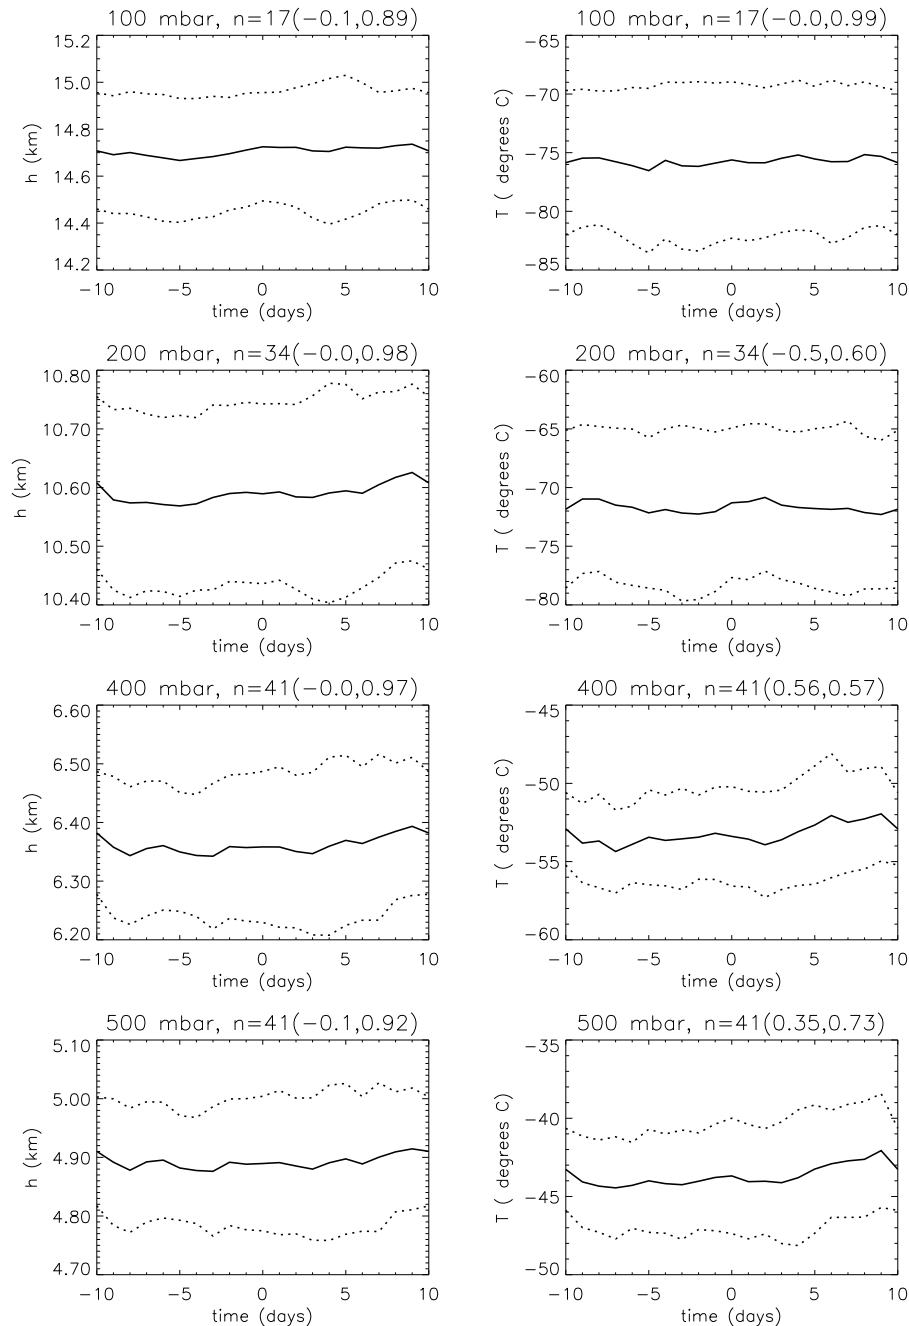 100 mbar, n=17(−0.1,0.89)
15.2
15.0
14.8
14.6
14.4
14.2
h (km)
−10 −5 0 5 10
time (days)
100 mbar, n=17(−0.0,0.99)
−65
−70
−75
−80
−85
T ( degrees C)
−10 −5 0 5 10
time (days)
200 mbar, n=34(−0.0,0.98)
10.80
10.70
10.60
10.50
10.40
h (km)
−10 −5 0 5 10
time (days)
200 mbar, n=34(−0.5,0.60)
−60
−65
−70
−75
−80
T ( degrees C)
−10 −5 0 5 10
time (days)
400 mbar, n=41(−0.0,0.97)
6.60
6.50
6.40
6.30
6.20
h (km)
−10 −5 0 5 10
time (days)
400 mbar, n=41(0.56,0.57)
−45
−50
−55
−60
T ( degrees C)
−10 −5 0 5 10
time (days)
500 mbar, n=41(−0.1,0.92)
5.10
5.00
4.90
4.80
4.70
h (km)
−10 −5 0 5 10
time (days)
500 mbar, n=41(0.35,0.73)
−35
−40
−45
−50
T ( degrees C)
−10 −5 0 5 10
time (days)